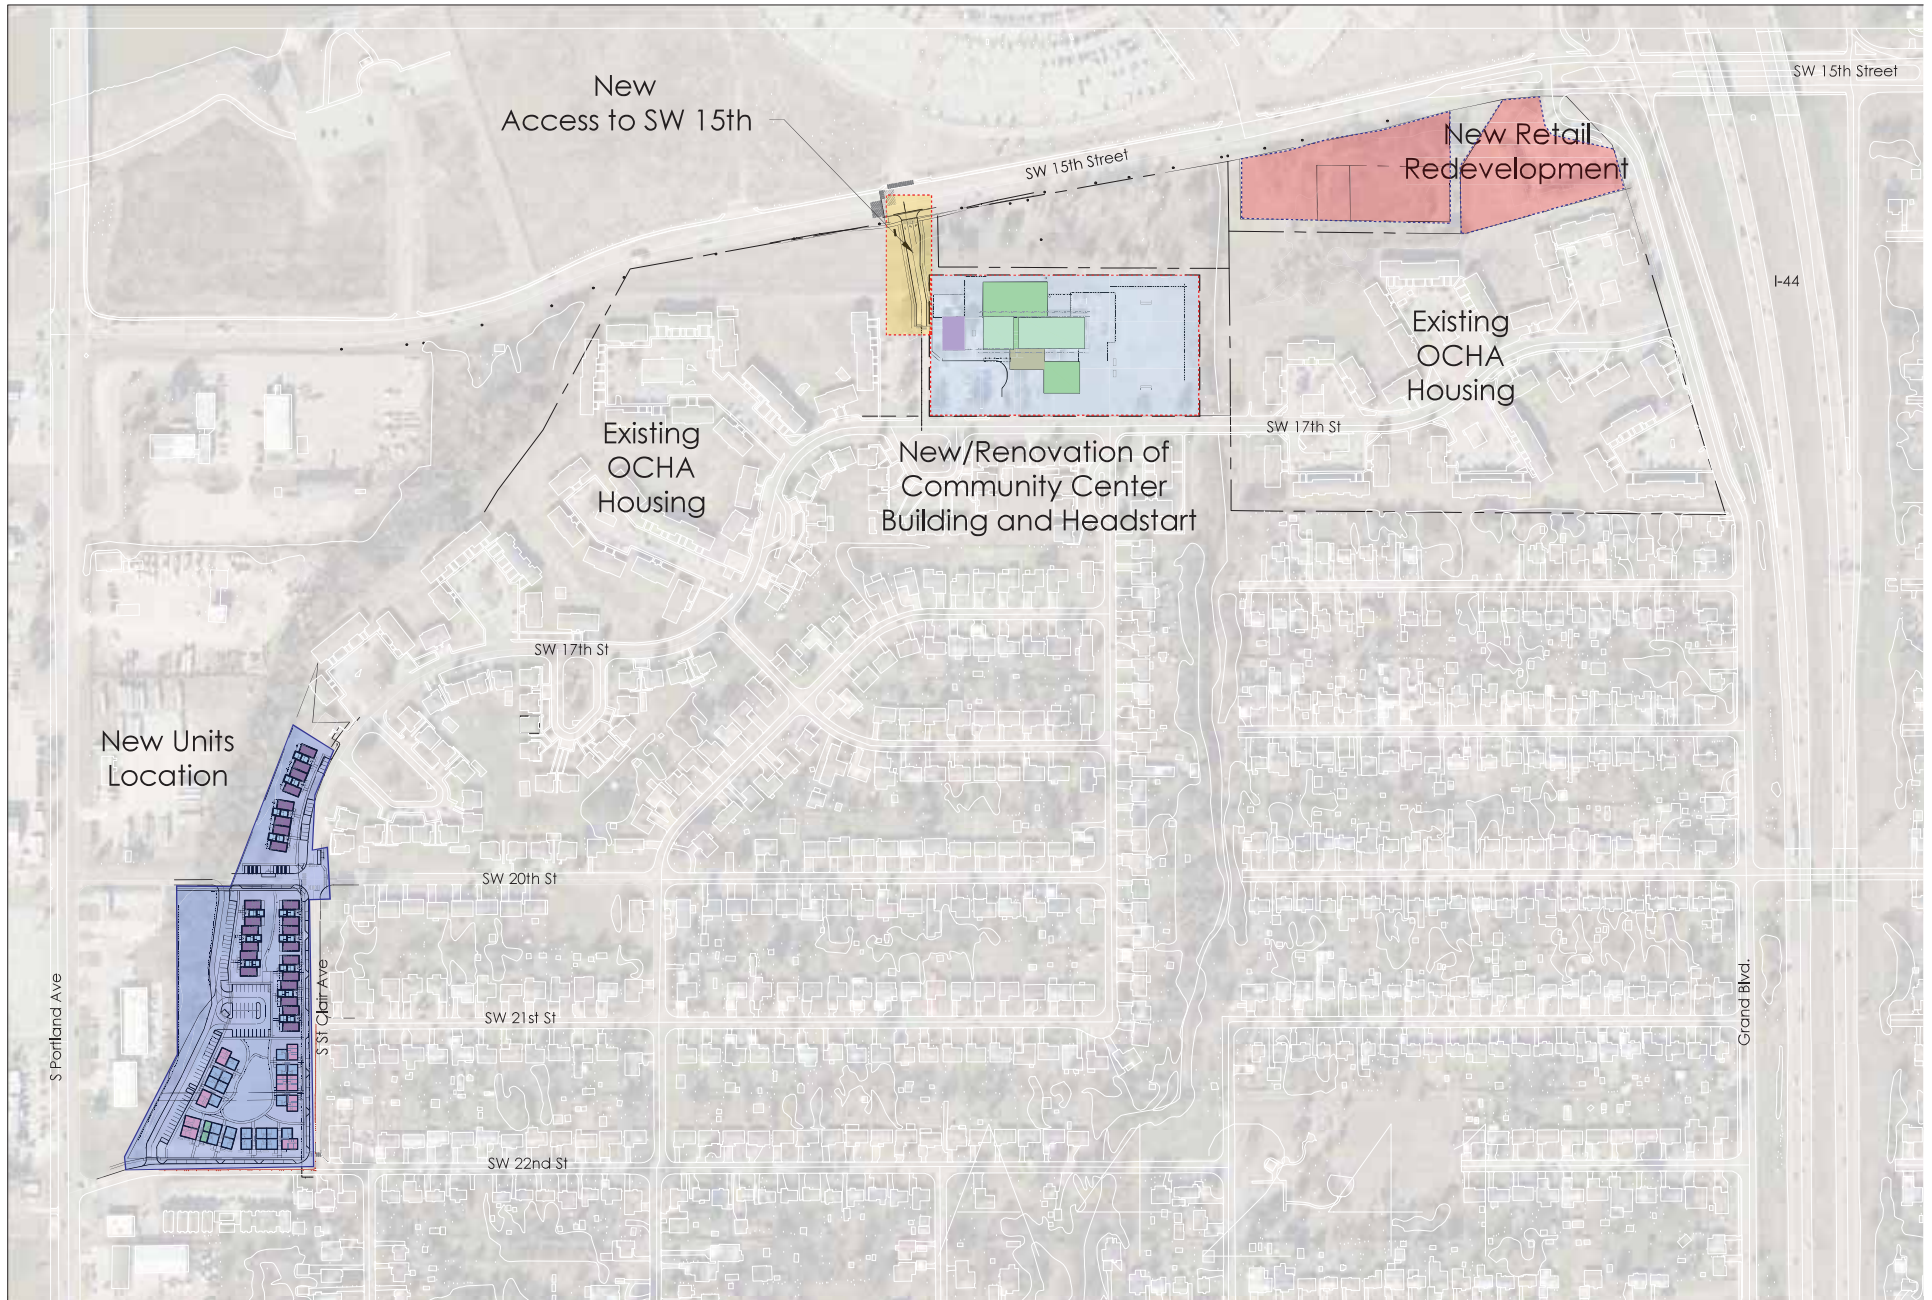 SW 15th Street
New
Access to SW 15th
New Retail
Redevelopment
SW 15th Street
I-44
Existing
OCHA
Housing
SW 17th St
Existing
OCHA
Housing
New/Renovation of
Community Center
Building and Headstart
SW 17th St
New Units
Location
SW 20th St
S Portland Ave
S St Clair Ave
SW 21st St
Grand Blvd.
SW 22nd St